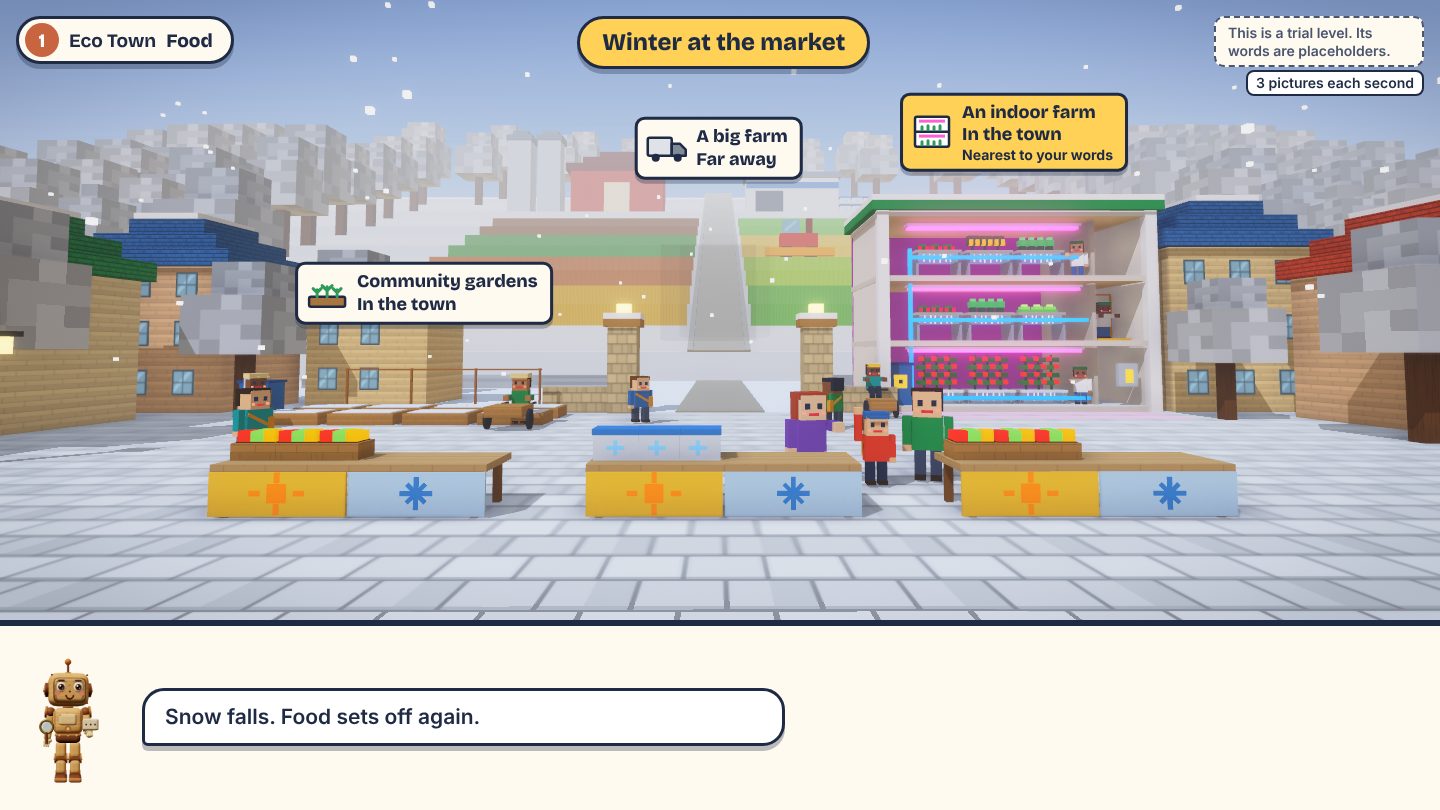 1 Eco Town Food
Winter at the market
This is a trial level. Its
words are placeholders.
3 pictures each second
A big farm
Far away
An indoor farm
In the town
Nearest to your words
Community gardens
In the town
Snow falls. Food sets off again.